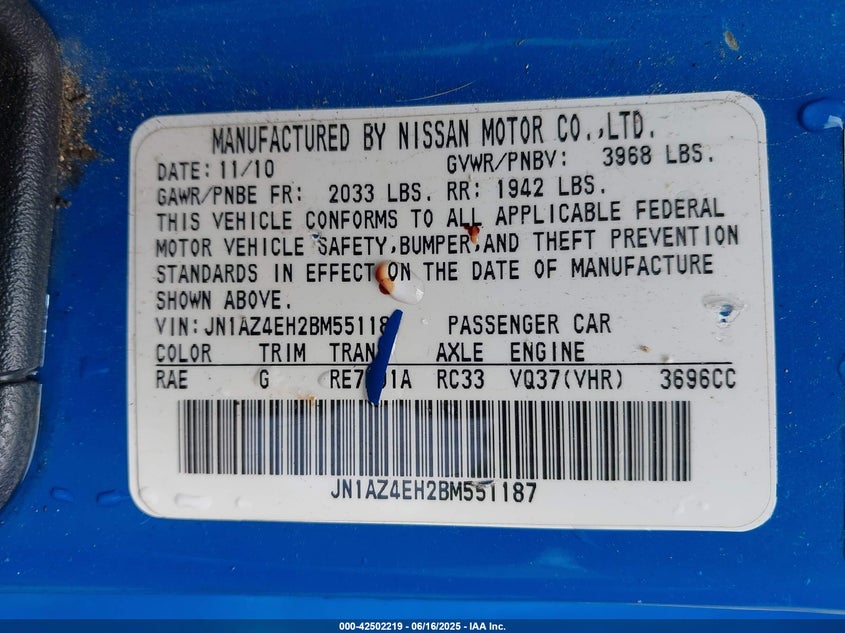 MANUFACTURED BY NISSAN MOTOR CO.,LTD.
DATE: 11/10 GVWR/PNBV: 3968 LBS.
GAWR/PNBE FR: 2033 LBS. RR: 1942 LBS.
THIS VEHICLE CONFORMS TO ALL APPLICABLE FEDERAL
MOTOR VEHICLE SAFETY,BUMPER,AND THEFT PREVENTION
STANDARDS IN EFFECT ON THE DATE OF MANUFACTURE
SHOWN ABOVE.
VIN: PASSENGER CAR
COLOR TRIM AXLE ENGINE
RAE G RC33 VQ37(VHR) 3696CC
JN1AZ4EH2BM551187
000-42502219 - 06/16/2025 - IAA Inc.